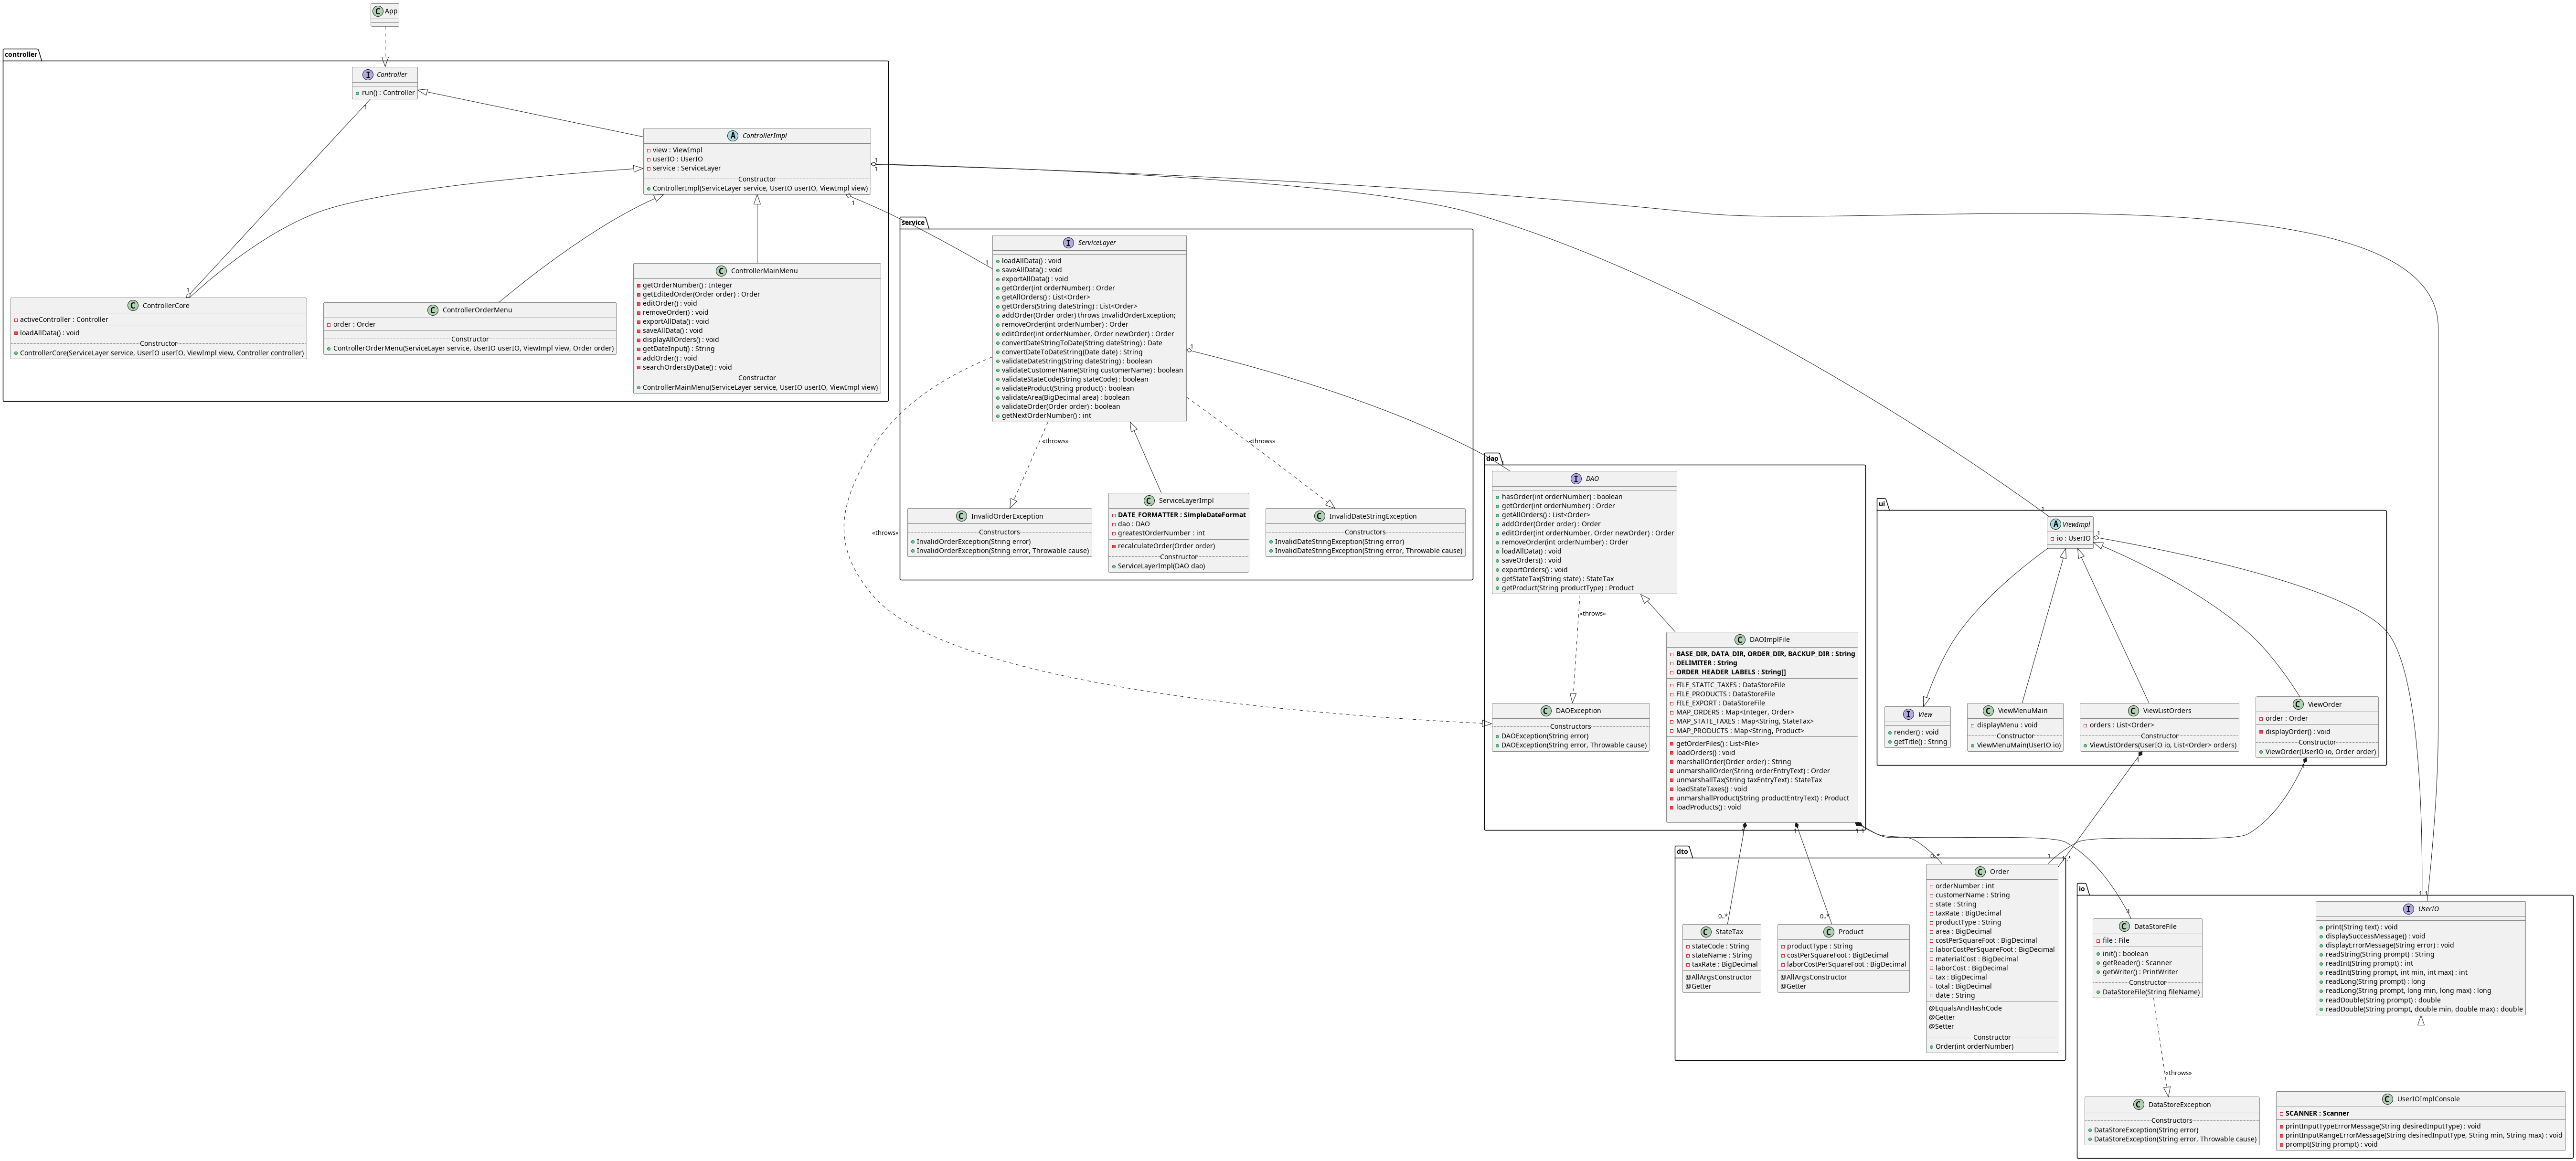 C App
controller
I Controller
run() : Controller
1
A ControllerImpl
view : ViewImpl
userIO : UserIO
service : ServiceLayer
Constructor
ControllerImpl(ServiceLayer service, UserIO userIO, ViewImpl view)
1
1
1
1
C ControllerCore
activeController : Controller
loadAllData() : void
Constructor
ControllerCore(ServiceLayer service, UserIO userIO, ViewImpl view, Controller controller)
C ControllerOrderMenu
order : Order
Constructor
ControllerOrderMenu(ServiceLayer service, UserIO userIO, ViewImpl view, Order order)
C ControllerMainMenu
getOrderNumber() : Integer
getEditedOrder(Order order) : Order
editOrder() : void
removeOrder() : void
exportAllData() : void
saveAllData() : void
displayAllOrders() : void
getDateInput() : String
addOrder() : void
searchOrdersByDate() : void
Constructor
ControllerMainMenu(ServiceLayer service, UserIO userIO, ViewImpl view)
service
1
I ServiceLayer
loadAllData() : void
saveAllData() : void
exportAllData() : void
getOrder(int orderNumber) : Order
getAllOrders() : List<Order>
getOrders(String dateString) : List<Order>
addOrder(Order order) throws InvalidOrderException;
removeOrder(int orderNumber) : Order
editOrder(int orderNumber, Order newOrder) : Order
convertDateStringToDate(String dateString) : Date
convertDateToDateString(Date date) : String
validateDateString(String dateString) : boolean
validateCustomerName(String customerName) : boolean
validateStateCode(String stateCode) : boolean
validateProduct(String product) : boolean
validateArea(BigDecimal area) : boolean
validateOrder(Order order) : boolean
getNextOrderNumber() : int
1
«throws»
«throws»
«throws»
C InvalidOrderException
Constructors
InvalidOrderException(String error)
InvalidOrderException(String error, Throwable cause)
C ServiceLayerImpl
DATE_FORMATTER : SimpleDateFormat
dao : DAO
greatestOrderNumber : int
recalculateOrder(Order order)
Constructor
ServiceLayerImpl(DAO dao)
C InvalidDateStringException
Constructors
InvalidDateStringException(String error)
InvalidDateStringException(String error, Throwable cause)
dao
1
I DAO
hasOrder(int orderNumber) : boolean
getOrder(int orderNumber) : Order
getAllOrders() : List<Order>
addOrder(Order order) : Order
editOrder(int orderNumber, Order newOrder) : Order
removeOrder(int orderNumber) : Order
loadAllData() : void
saveOrders() : void
exportOrders() : void
getStateTax(String state) : StateTax
getProduct(String productType) : Product
«throws»
C DAOException
Constructors
DAOException(String error)
DAOException(String error, Throwable cause)
C DAOImplFile
BASE_DIR, DATA_DIR, ORDER_DIR, BACKUP_DIR : String
DELIMITER : String
ORDER_HEADER_LABELS : String[]
FILE_STATIC_TAXES : DataStoreFile
FILE_PRODUCTS : DataStoreFile
FILE_EXPORT : DataStoreFile
MAP_ORDERS : Map<Integer, Order>
MAP_STATE_TAXES : Map<String, StateTax>
MAP_PRODUCTS : Map<String, Product>
getOrderFiles() : List<File>
loadOrders() : void
marshallOrder(Order order) : String
unmarshallOrder(String orderEntryText) : Order
unmarshallTax(String taxEntryText) : StateTax
loadStateTaxes() : void
unmarshallProduct(String productEntryText) : Product
loadProducts() : void
1
1
1
1
ui
1
A ViewImpl
io : UserIO
1
I View
render() : void
getTitle() : String
C ViewMenuMain
displayMenu : void
Constructor
ViewMenuMain(UserIO io)
C ViewListOrders
orders : List<Order>
Constructor
ViewListOrders(UserIO io, List<Order> orders)
1
C ViewOrder
order : Order
displayOrder() : void
Constructor
ViewOrder(UserIO io, Order order)
1
dto
0..*
1
0..*
0..*
C StateTax
stateCode : String
stateName : String
taxRate : BigDecimal
@AllArgsConstructor
@Getter
C Product
productType : String
costPerSquareFoot : BigDecimal
laborCostPerSquareFoot : BigDecimal
@AllArgsConstructor
@Getter
C Order
orderNumber : int
customerName : String
state : String
taxRate : BigDecimal
productType : String
area : BigDecimal
costPerSquareFoot : BigDecimal
laborCostPerSquareFoot : BigDecimal
materialCost : BigDecimal
laborCost : BigDecimal
tax : BigDecimal
total : BigDecimal
date : String
@EqualsAndHashCode
@Getter
@Setter
Constructor
Order(int orderNumber)
io
3
C DataStoreFile
file : File
init() : boolean
getReader() : Scanner
getWriter() : PrintWriter
Constructor
DataStoreFile(String fileName)
«throws»
C DataStoreException
Constructors
DataStoreException(String error)
DataStoreException(String error, Throwable cause)
1
1
I UserIO
print(String text) : void
displaySuccessMessage() : void
displayErrorMessage(String error) : void
readString(String prompt) : String
readInt(String prompt) : int
readInt(String prompt, int min, int max) : int
readLong(String prompt) : long
readLong(String prompt, long min, long max) : long
readDouble(String prompt) : double
readDouble(String prompt, double min, double max) : double
C UserIOImplConsole
SCANNER : Scanner
printInputTypeErrorMessage(String desiredInputType) : void
printInputRangeErrorMessage(String desiredInputType, String min, String max) : void
prompt(String prompt) : void